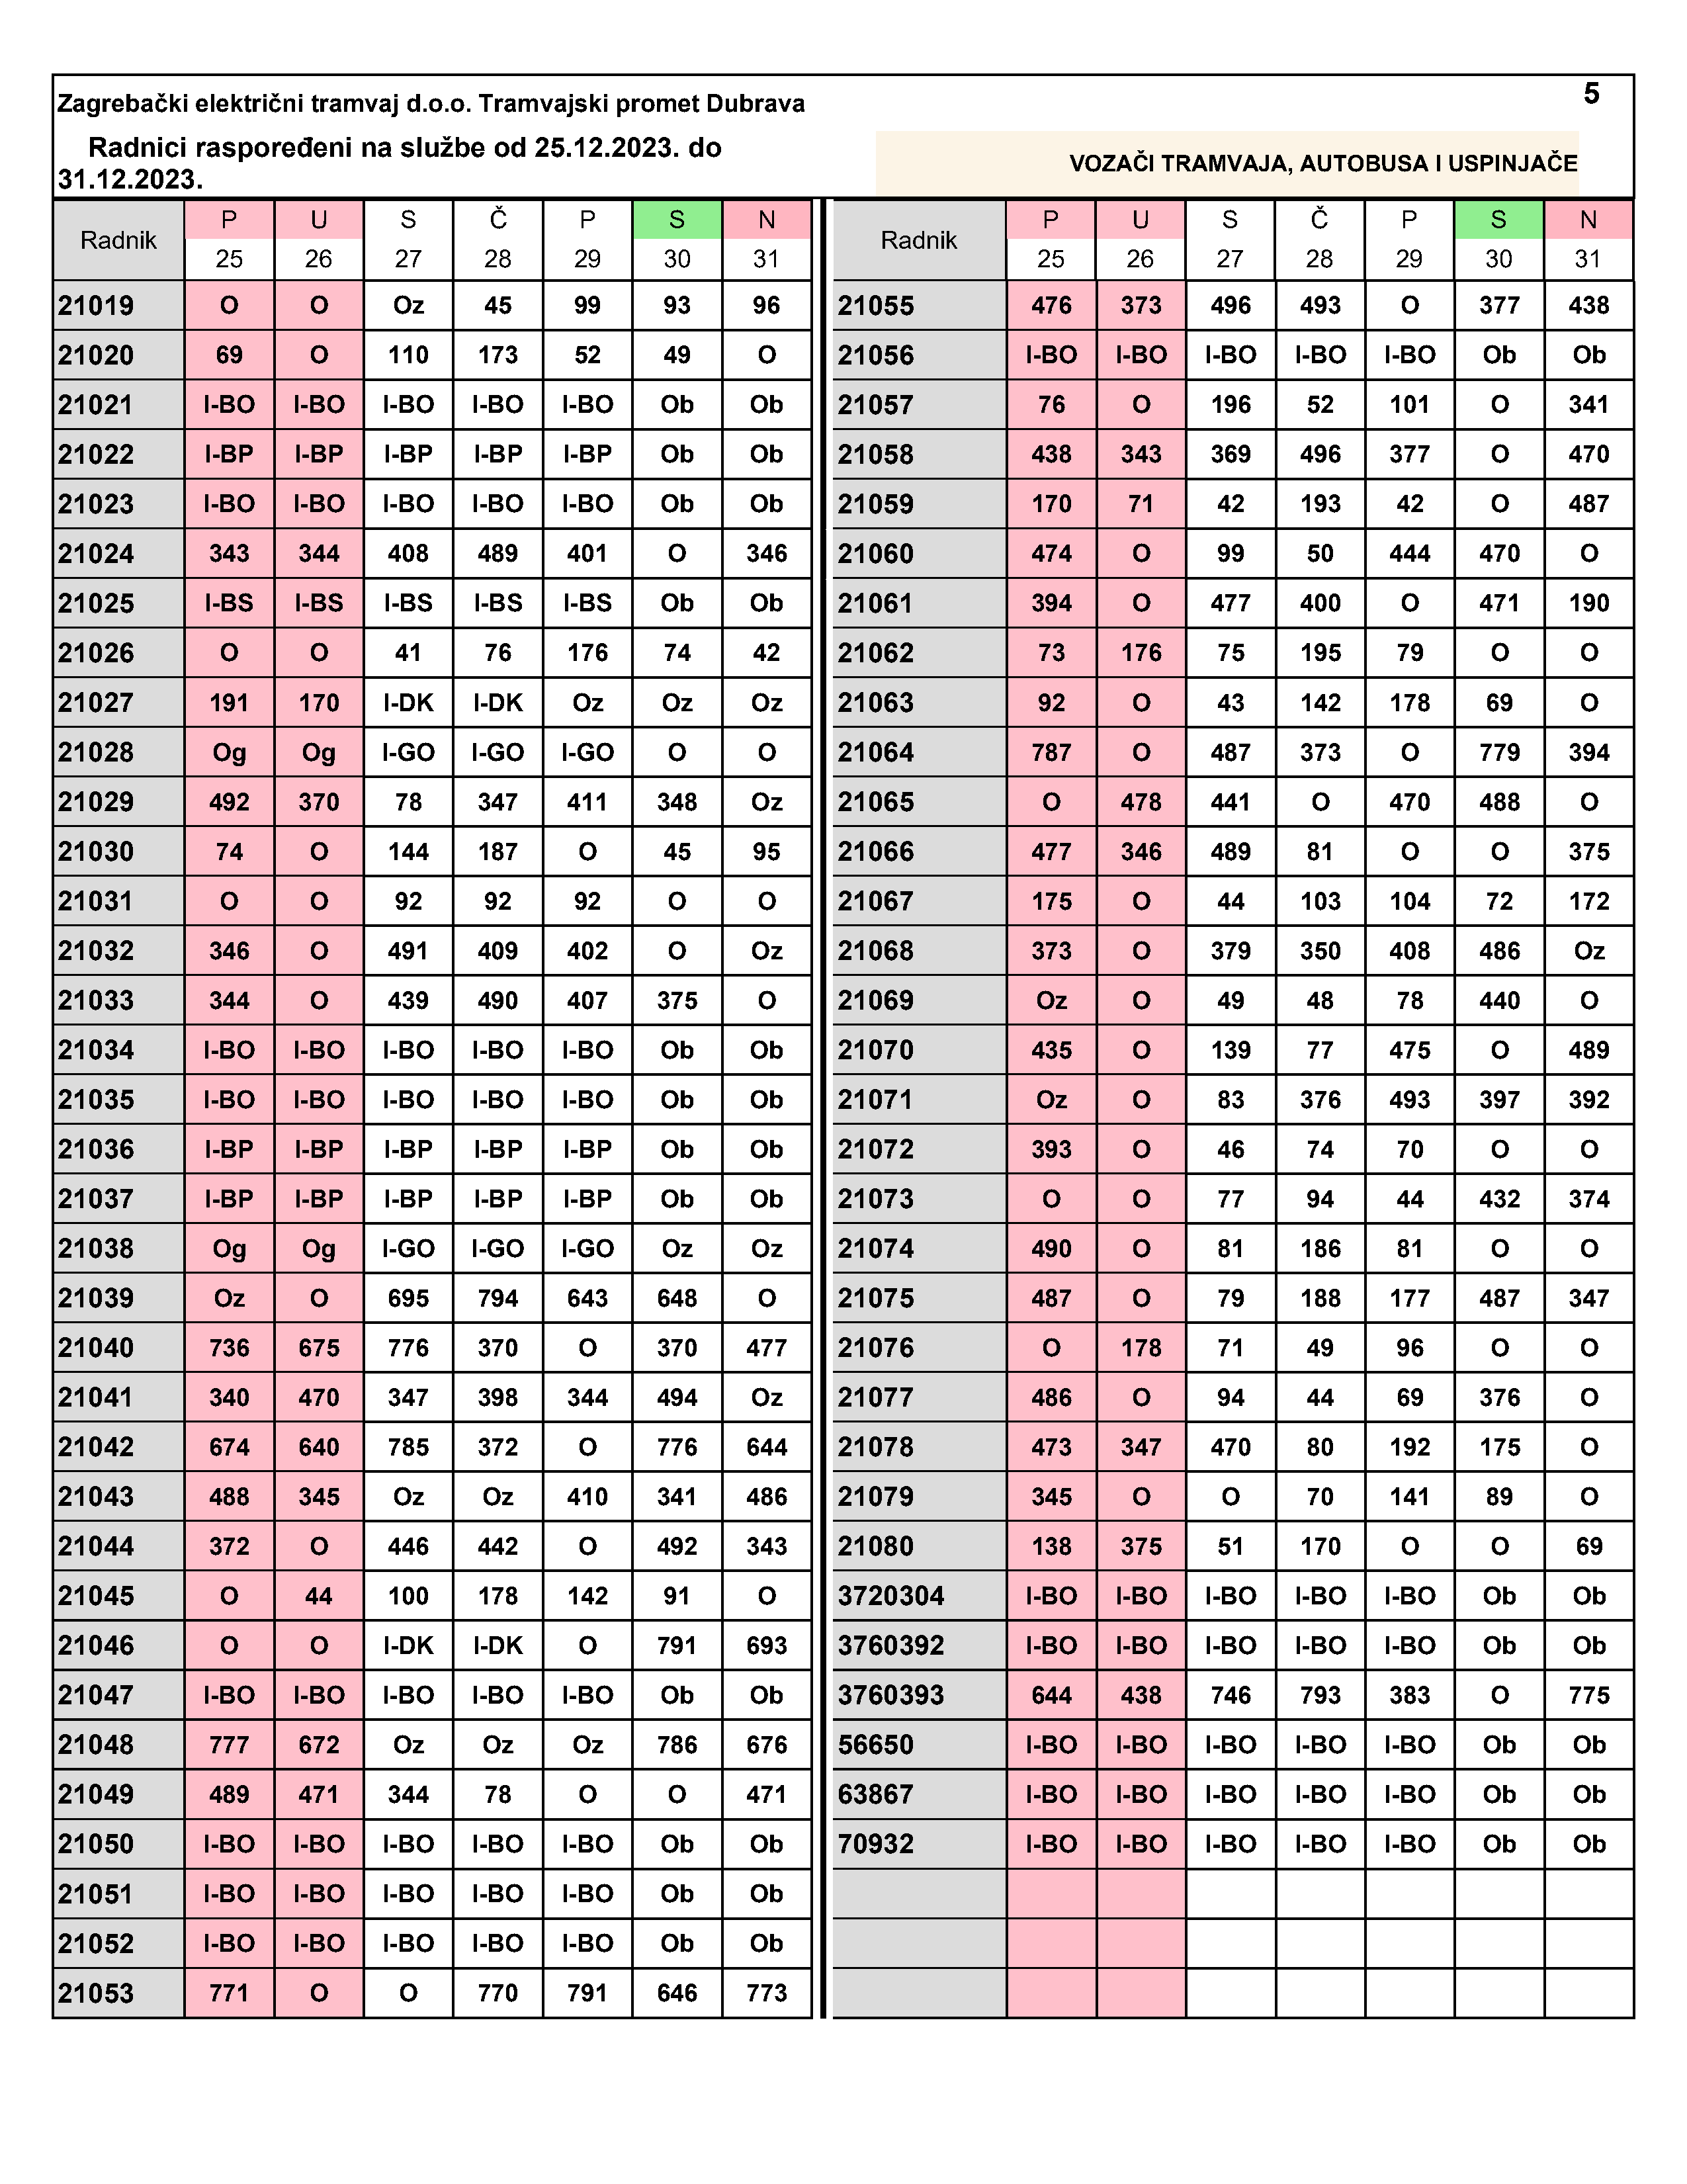 5
Zagrebački električni tramvaj d.o.o. Tramvajski promet Dubrava
Radnici raspoređeni na službe od 25.12.2023. do
31.12.2023.
VOZAČI TRAMVAJA, AUTOBUSA I USPINJAČE
Radnik P U S Č P S N
25 26 27 28 29 30 31
21019 O O Oz 45 99 93 96
21020 69 O 110 173 52 49 O
21021 I-BO I-BO I-BO I-BO I-BO Ob Ob
21022 I-BP I-BP I-BP I-BP I-BP Ob Ob
21023 I-BO I-BO I-BO I-BO I-BO Ob Ob
21024 343 344 408 489 401 O 346
21025 I-BS I-BS I-BS I-BS I-BS Ob Ob
21026 O O 41 76 176 74 42
21027 191 170 I-DK I-DK Oz Oz Oz
21028 Og Og I-GO I-GO I-GO O O
21029 492 370 78 347 411 348 Oz
21030 74 O 144 187 O 45 95
21031 O O 92 92 92 O O
21032 346 O 491 409 402 O Oz
21033 344 O 439 490 407 375 O
21034 I-BO I-BO I-BO I-BO I-BO Ob Ob
21035 I-BO I-BO I-BO I-BO I-BO Ob Ob
21036 I-BP I-BP I-BP I-BP I-BP Ob Ob
21037 I-BP I-BP I-BP I-BP I-BP Ob Ob
21038 Og Og I-GO I-GO I-GO Oz Oz
21039 Oz O 695 794 643 648 O
21040 736 675 776 370 O 370 477
21041 340 470 347 398 344 494 Oz
21042 674 640 785 372 O 776 644
21043 488 345 Oz Oz 410 341 486
21044 372 O 446 442 O 492 343
21045 O 44 100 178 142 91 O
21046 O O I-DK I-DK O 791 693
21047 I-BO I-BO I-BO I-BO I-BO Ob Ob
21048 777 672 Oz Oz Oz 786 676
21049 489 471 344 78 O O 471
21050 I-BO I-BO I-BO I-BO I-BO Ob Ob
21051 I-BO I-BO I-BO I-BO I-BO Ob Ob
21052 I-BO I-BO I-BO I-BO I-BO Ob Ob
21053 771 O O 770 791 646 773
Radnik P U S Č P S N
25 26 27 28 29 30 31
21055 476 373 496 493 O 377 438
21056 I-BO I-BO I-BO I-BO I-BO Ob Ob
21057 76 O 196 52 101 O 341
21058 438 343 369 496 377 O 470
21059 170 71 42 193 42 O 487
21060 474 O 99 50 444 470 O
21061 394 O 477 400 O 471 190
21062 73 176 75 195 79 O O
21063 92 O 43 142 178 69 O
21064 787 O 487 373 O 779 394
21065 O 478 441 O 470 488 O
21066 477 346 489 81 O O 375
21067 175 O 44 103 104 72 172
21068 373 O 379 350 408 486 Oz
21069 Oz O 49 48 78 440 O
21070 435 O 139 77 475 O 489
21071 Oz O 83 376 493 397 392
21072 393 O 46 74 70 O O
21073 O O 77 94 44 432 374
21074 490 O 81 186 81 O O
21075 487 O 79 188 177 487 347
21076 O 178 71 49 96 O O
21077 486 O 94 44 69 376 O
21078 473 347 470 80 192 175 O
21079 345 O O 70 141 89 O
21080 138 375 51 170 O O 69
3720304 I-BO I-BO I-BO I-BO I-BO Ob Ob
3760392 I-BO I-BO I-BO I-BO I-BO Ob Ob
3760393 644 438 746 793 383 O 775
56650 I-BO I-BO I-BO I-BO I-BO Ob Ob
63867 I-BO I-BO I-BO I-BO I-BO Ob Ob
70932 I-BO I-BO I-BO I-BO I-BO Ob Ob